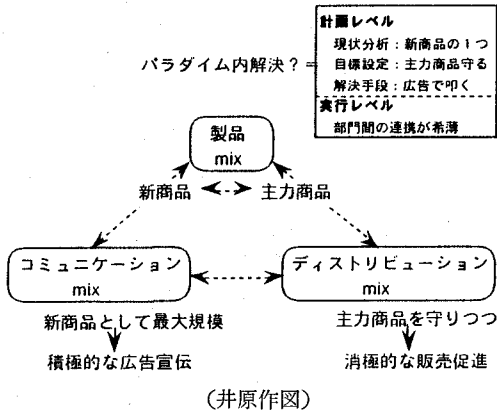 計画レベル
現状分析：新商品の１つ
目標設定：主力商品守る
解決手段：広告で叩く
パラダイム内解決？=
実行レベル
部門間の連携が希薄
製品
mix
新商品
主力商品
コミュニケーション
mix
ディストリビューション
mix
新商品として最大規模
主力商品を守りつつ
積極的な広告宣伝
消極的な販売促進
(井原作図)